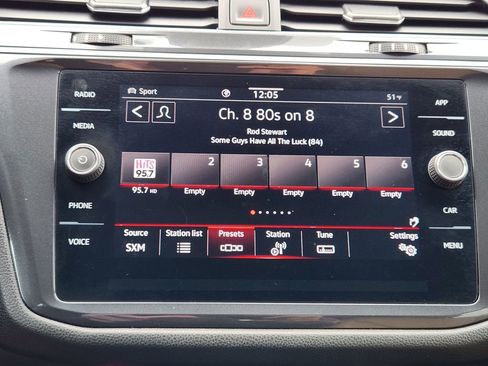 RADIO
MEDIA
PHONE
VOICE
Sport
12:05
51°F
Ch. 8 80s on 8
Rod Stewart
Some Guys Have All The Luck (84)
HITS 95.7
2
3
4
5
6
95.7 HD
Empty
Empty
Empty
Empty
Empty
Source
Station list
Presets
Station
Tune
Settings
SXM
APP
SOUND
CAR
MENU